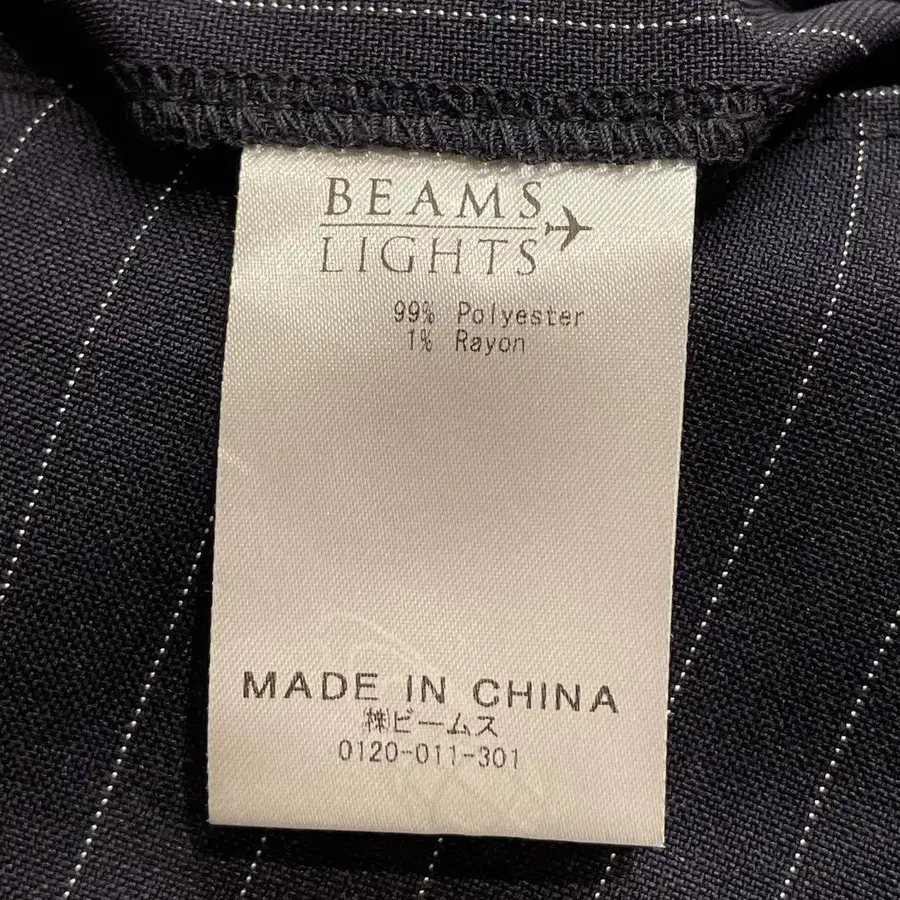 BEAMS
LIGHTS
99% Polyester
1% Rayon
MADE IN CHINA
㈱ビームス
0120-011-301